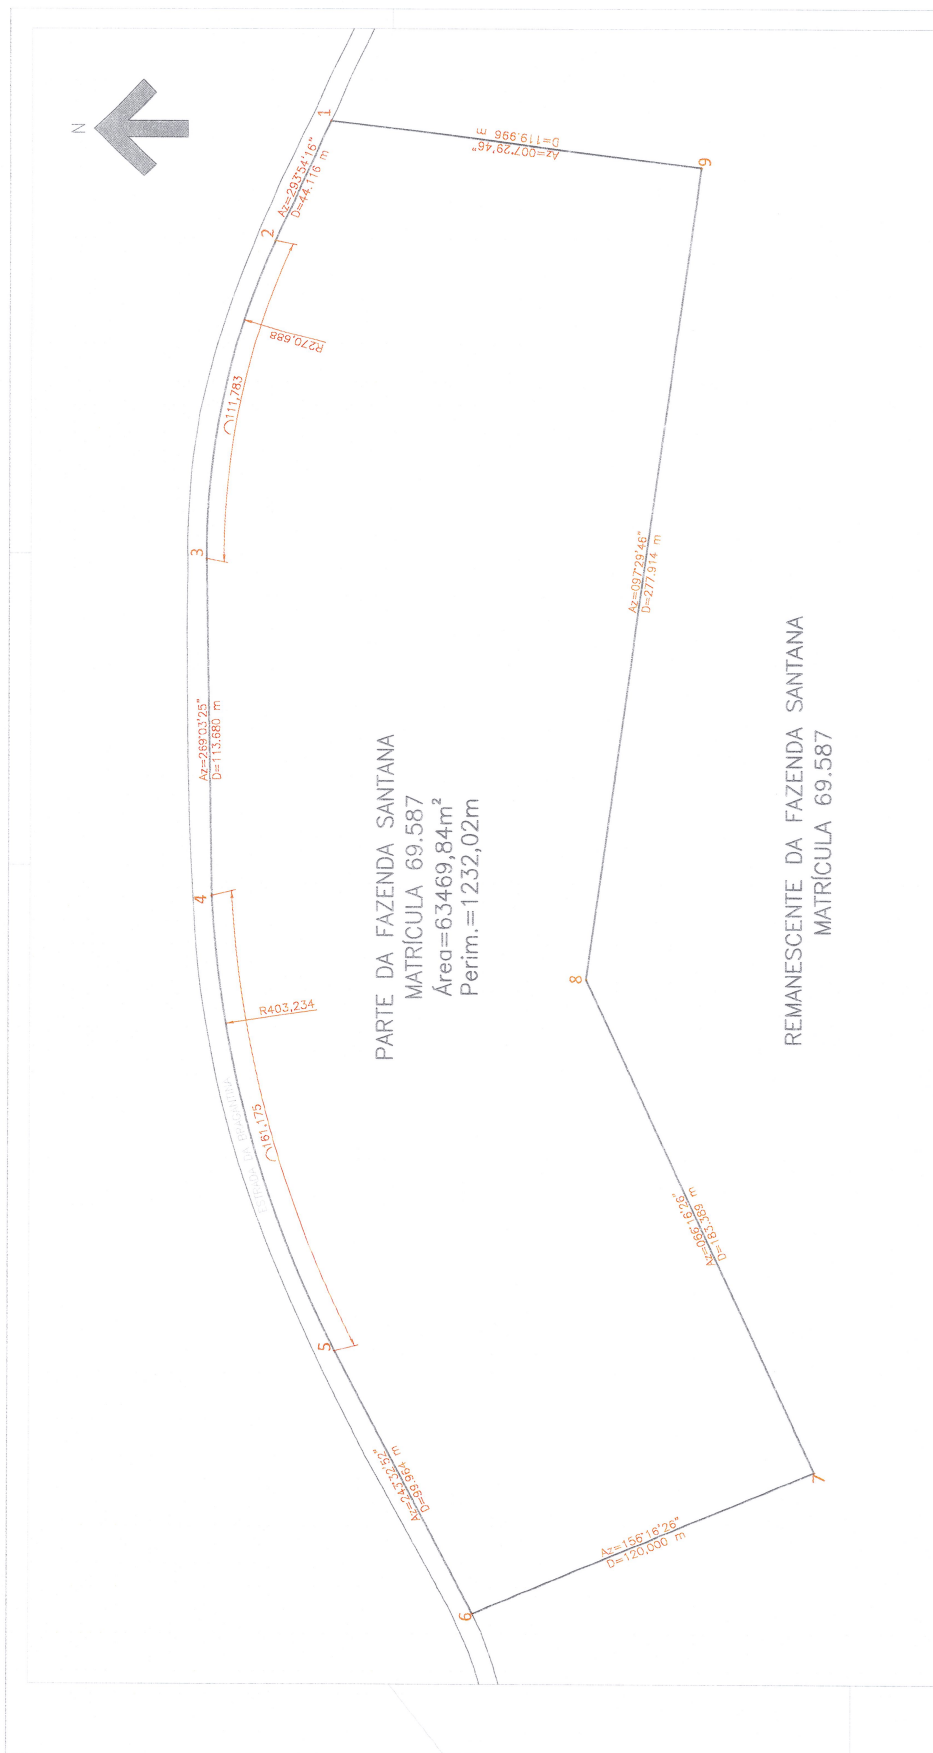 N
1
Az=293°54'16"
D=44.116 m
2
R270,688
111,783
3
Az=269°03'25"
D=113.680 m
4
R403,234
161,175
ESTRADA DA
5
Az=243°32'52"
D=99.964 m
6
Az=156°16'26"
D=120,000 m
7
Az=066°16'26"
D=183.389 m
8
Az=097°29'46"
D=277.914 m
9
Az=007°29'46"
D=119.996 m
PARTE DA FAZENDA SANTANA
MATRÍCULA 69.587
Área=63469,84m²
Perim.=1232,02m
REMANESCENTE DA FAZENDA SANTANA
MATRÍCULA 69.587